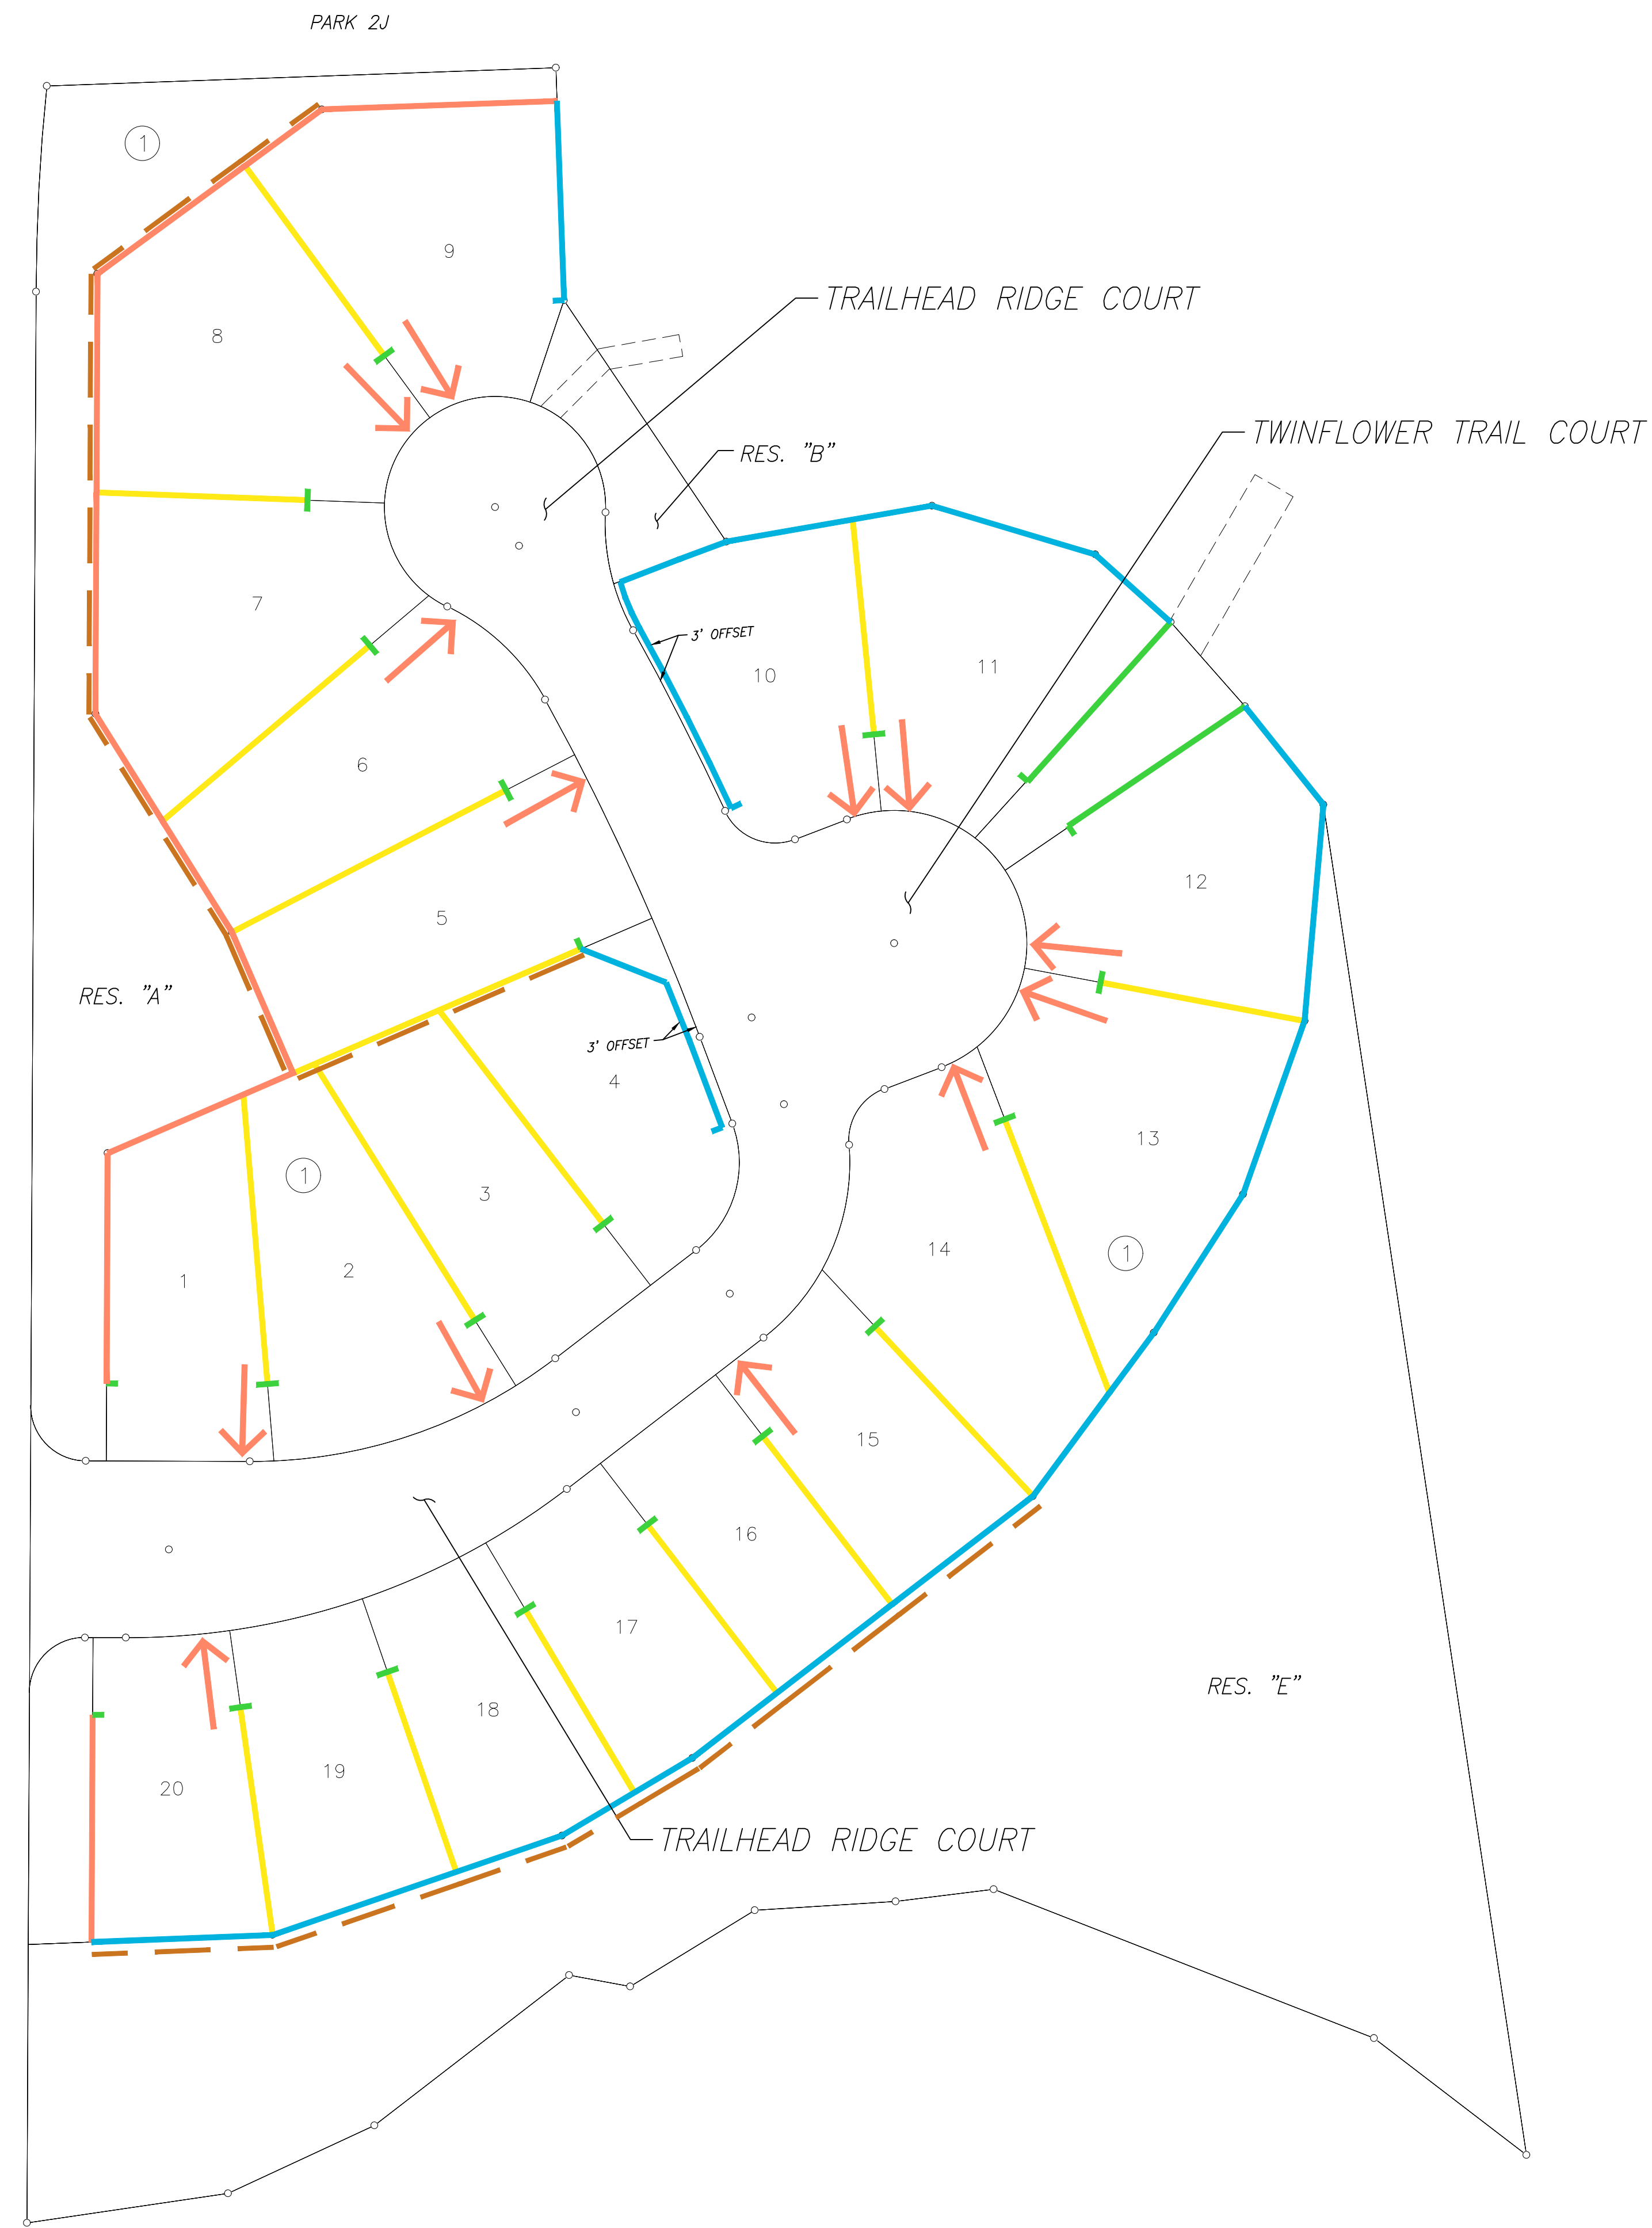 PARK 2J
1
9
TRAILHEAD RIDGE COURT
8
TWINFLOWER TRAIL COURT
RES. "B"
7
3' OFFSET
11
10
6
12
5
RES. "A"
3' OFFSET
4
13
1
3
14
1
2
1
15
16
17
RES. "E"
18
19
20
TRAILHEAD RIDGE COURT